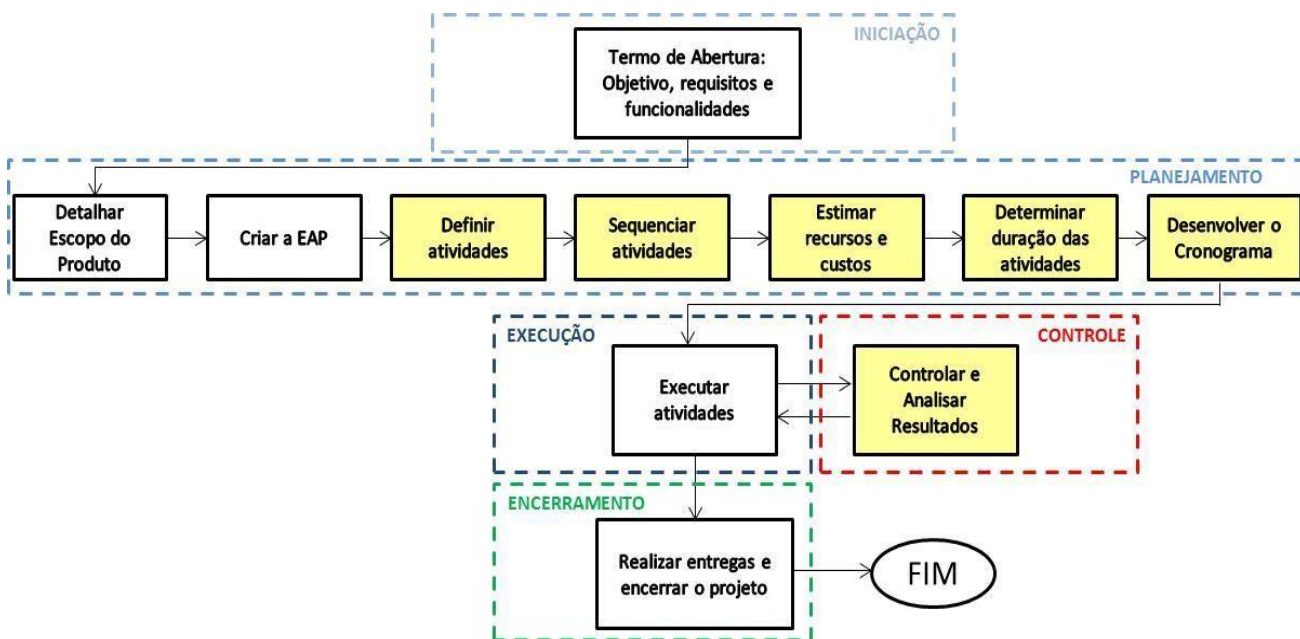 INICIAÇÃO
Termo de Abertura:
Objetivo, requisitos e
funcionalidades
PLANEJAMENTO
Detalhar
Escopo do
Produto
Criar a EAP
Definir
atividades
Sequenciar
atividades
Estimar
recursos e
custos
Determinar
duração das
atividades
Desenvolver o
Cronograma
EXECUÇÃO
Executar
atividades
CONTROLE
Controlar e
Analisar
Resultados
ENCERRAMENTO
Realizar entregas e
encerrar o projeto
FIM